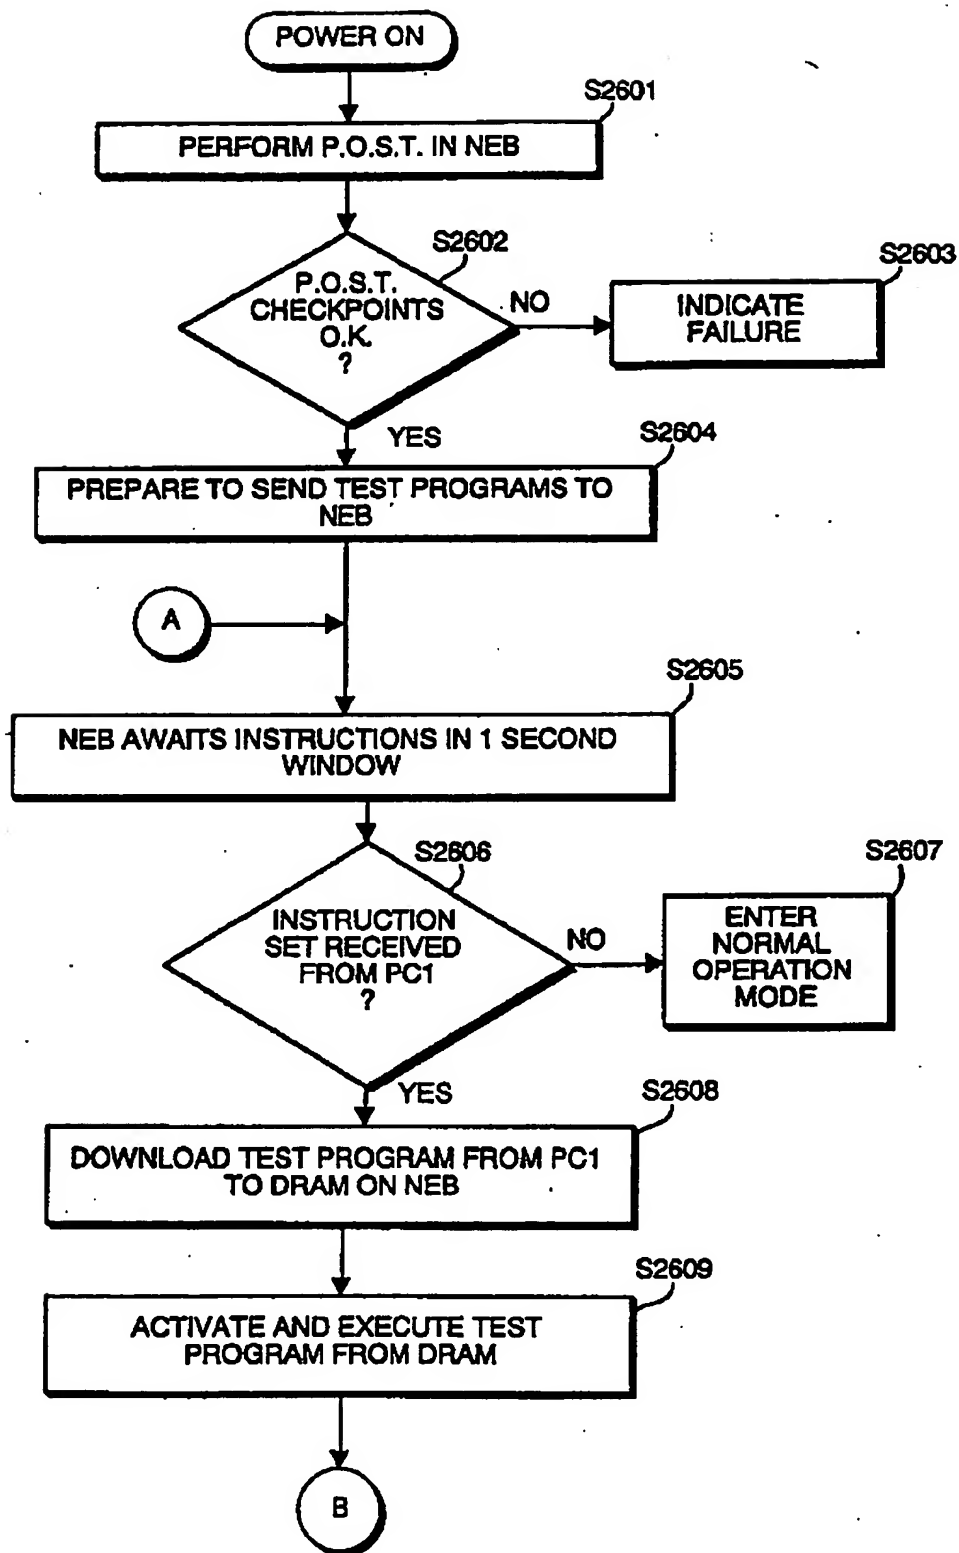 POWER ON
S2601
PERFORM P.O.S.T. IN NEB
S2602
P.O.S.T.
CHECKPOINTS
O.K.
?
NO
S2603
INDICATE
FAILURE
YES
S2604
PREPARE TO SEND TEST PROGRAMS TO
NEB
A
S2605
NEB AWAITS INSTRUCTIONS IN 1 SECOND
WINDOW
S2606
INSTRUCTION
SET RECEIVED
FROM PC1
?
NO
S2607
ENTER
NORMAL
OPERATION
MODE
YES
S2608
DOWNLOAD TEST PROGRAM FROM PC1
TO DRAM ON NEB
S2609
ACTIVATE AND EXECUTE TEST
PROGRAM FROM DRAM
B